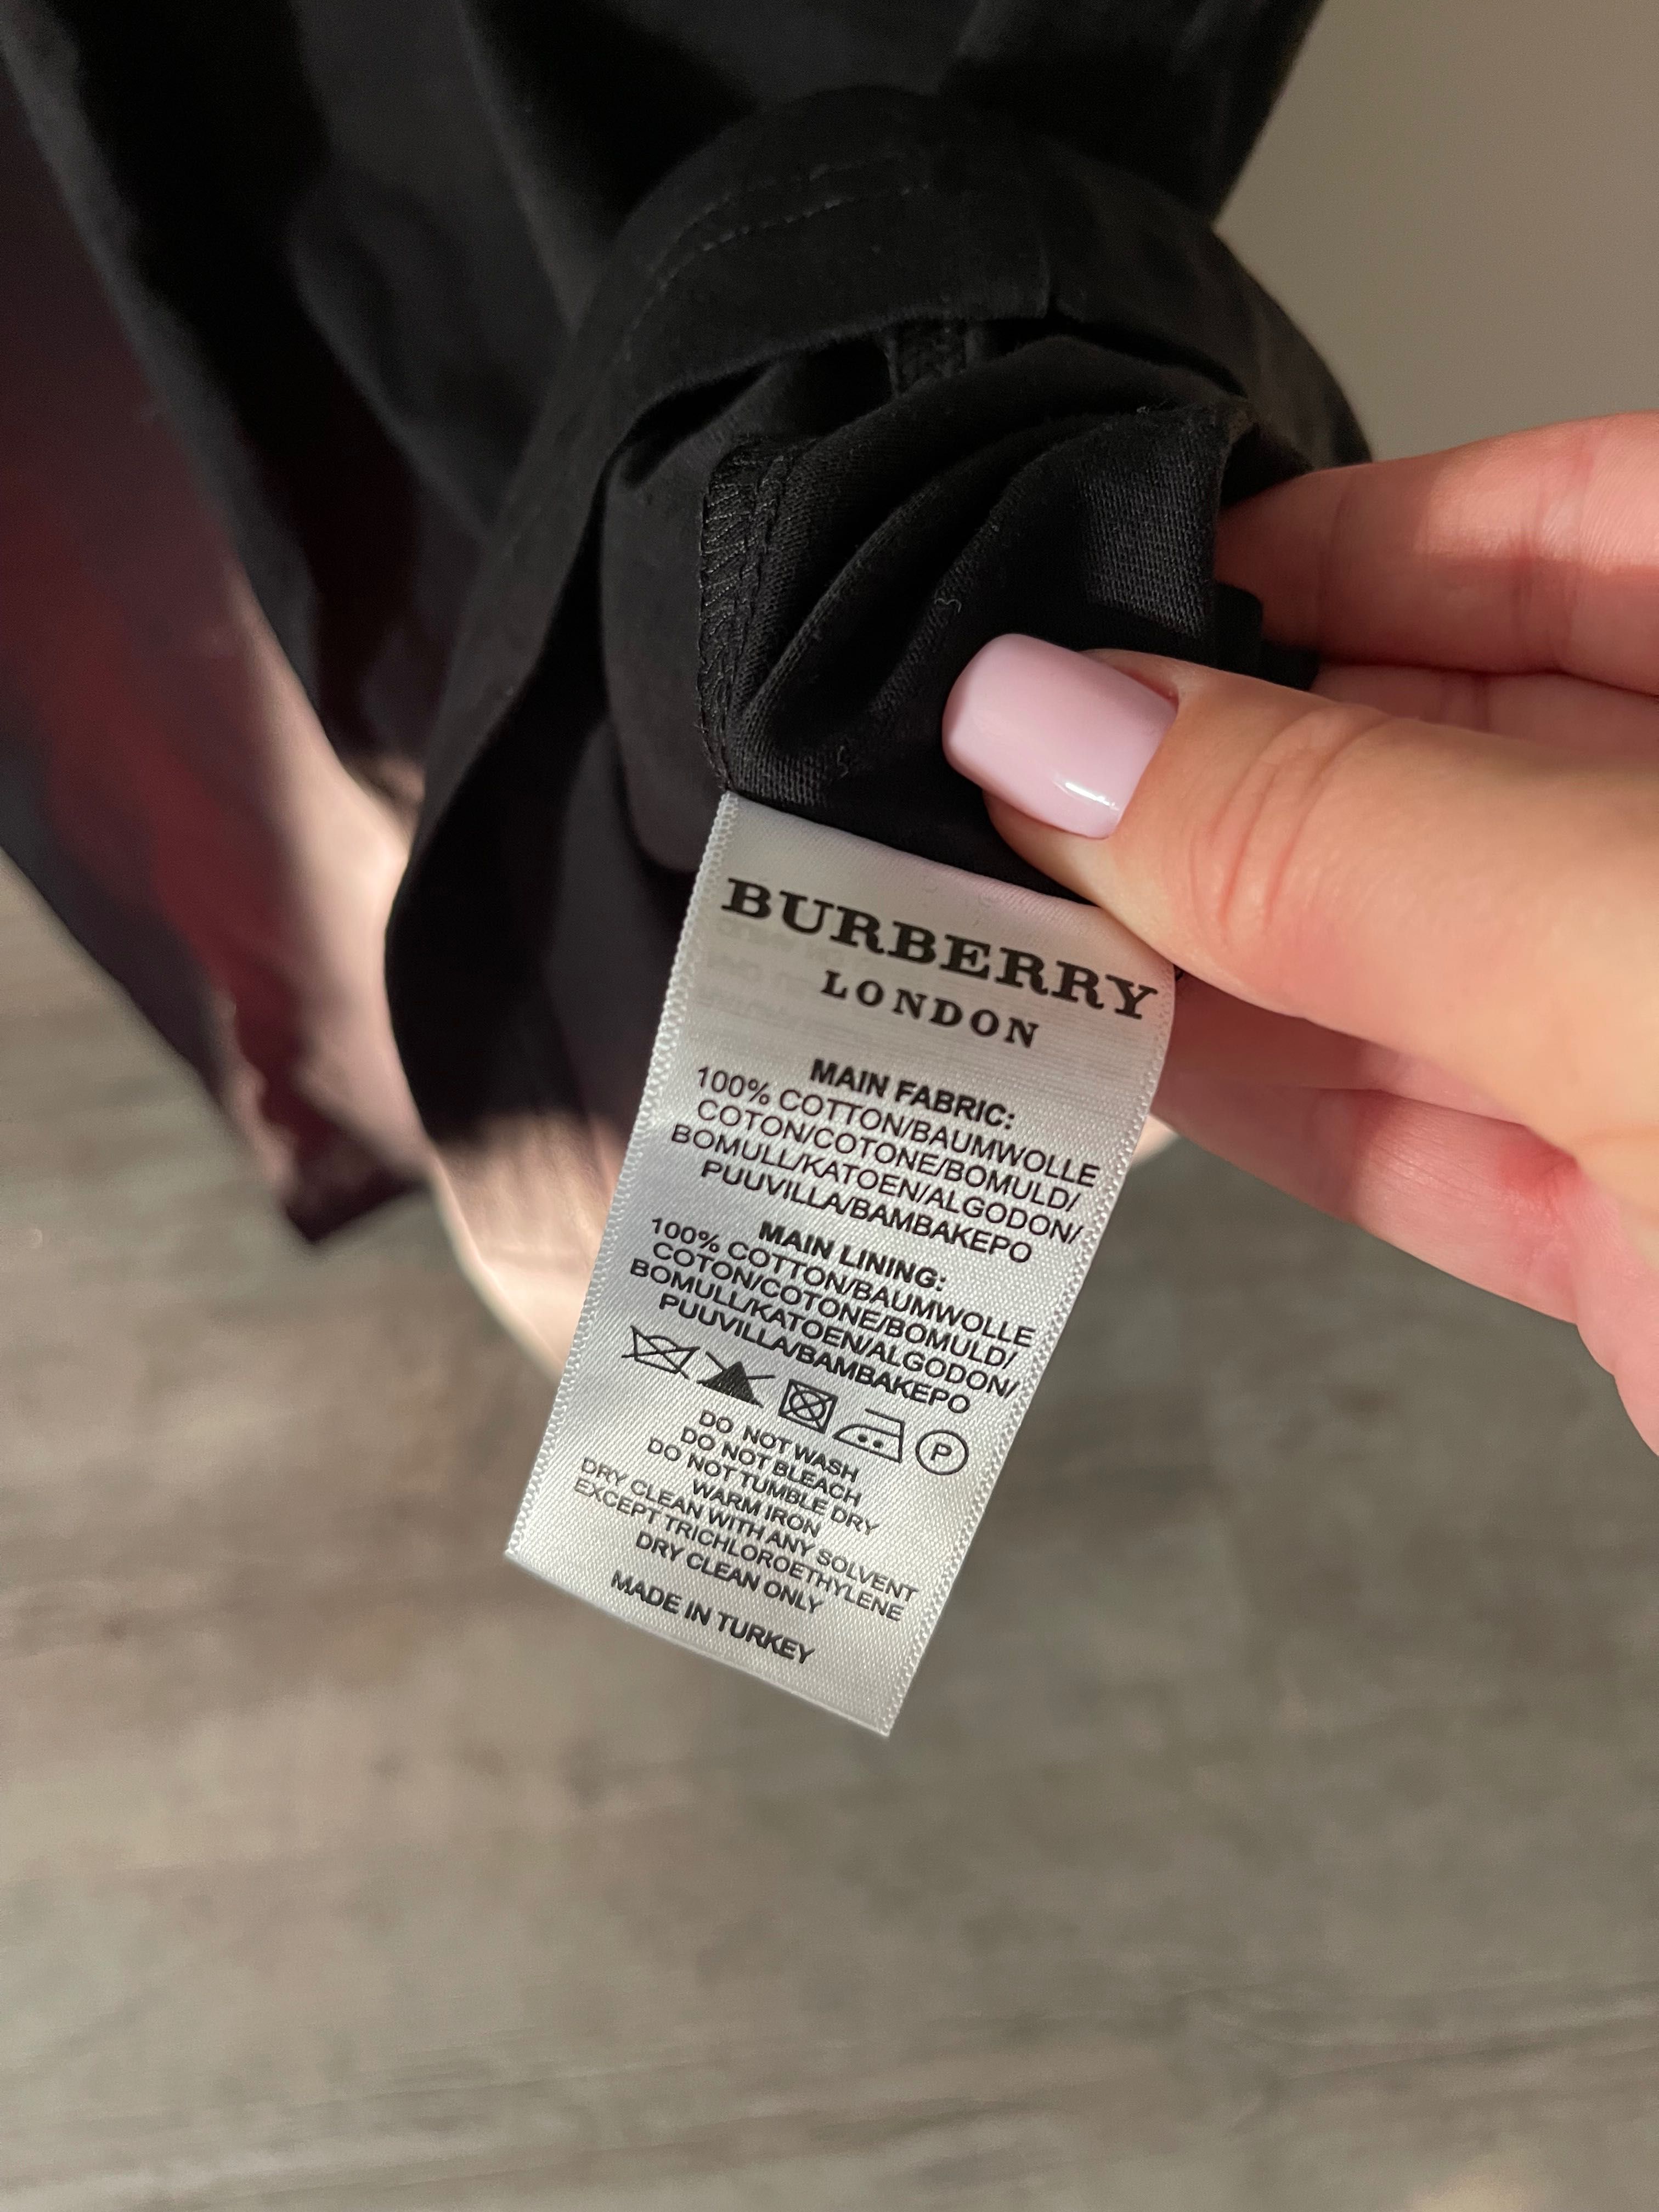 BURBERRY
LONDON
MAIN FABRIC:
100% COTTON/BAUMWOLLE
COTON/COTONE/BOMULD/
BOMULL/KATOEN/ALGODON/
PUUVILLA/BAMBAKEPO
MAIN LINING:
100% COTTON/BAUMWOLLE
COTON/COTONE/BOMULD/
BOMULL/KATOEN/ALGODON/
PUUVILLA/BAMBAKEPO
P
DO NOT WASH
DO NOT BLEACH
DO NOT TUMBLE DRY
WARM IRON
DRY CLEAN WITH ANY SOLVENT
EXCEPT TRICHLOROETHYLENE
DRY CLEAN ONLY
MADE IN TURKEY